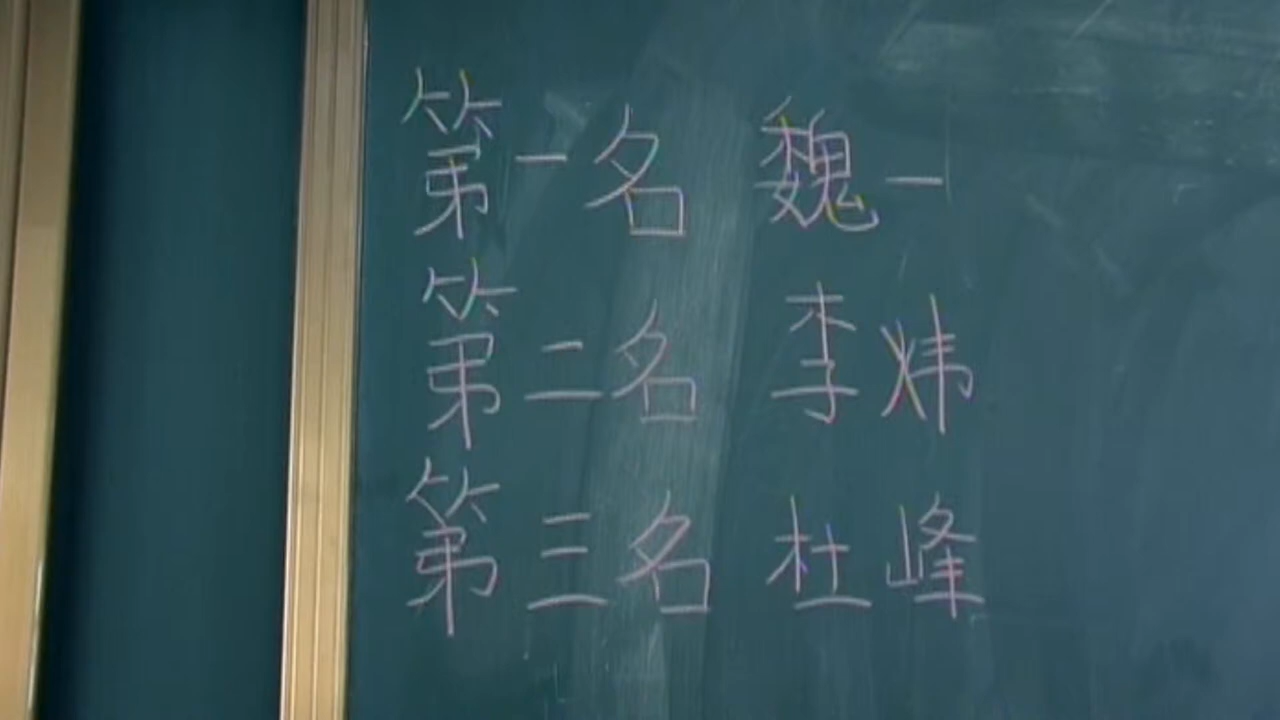 第一名 魏一
第二名 李炜
第三名 杜峰